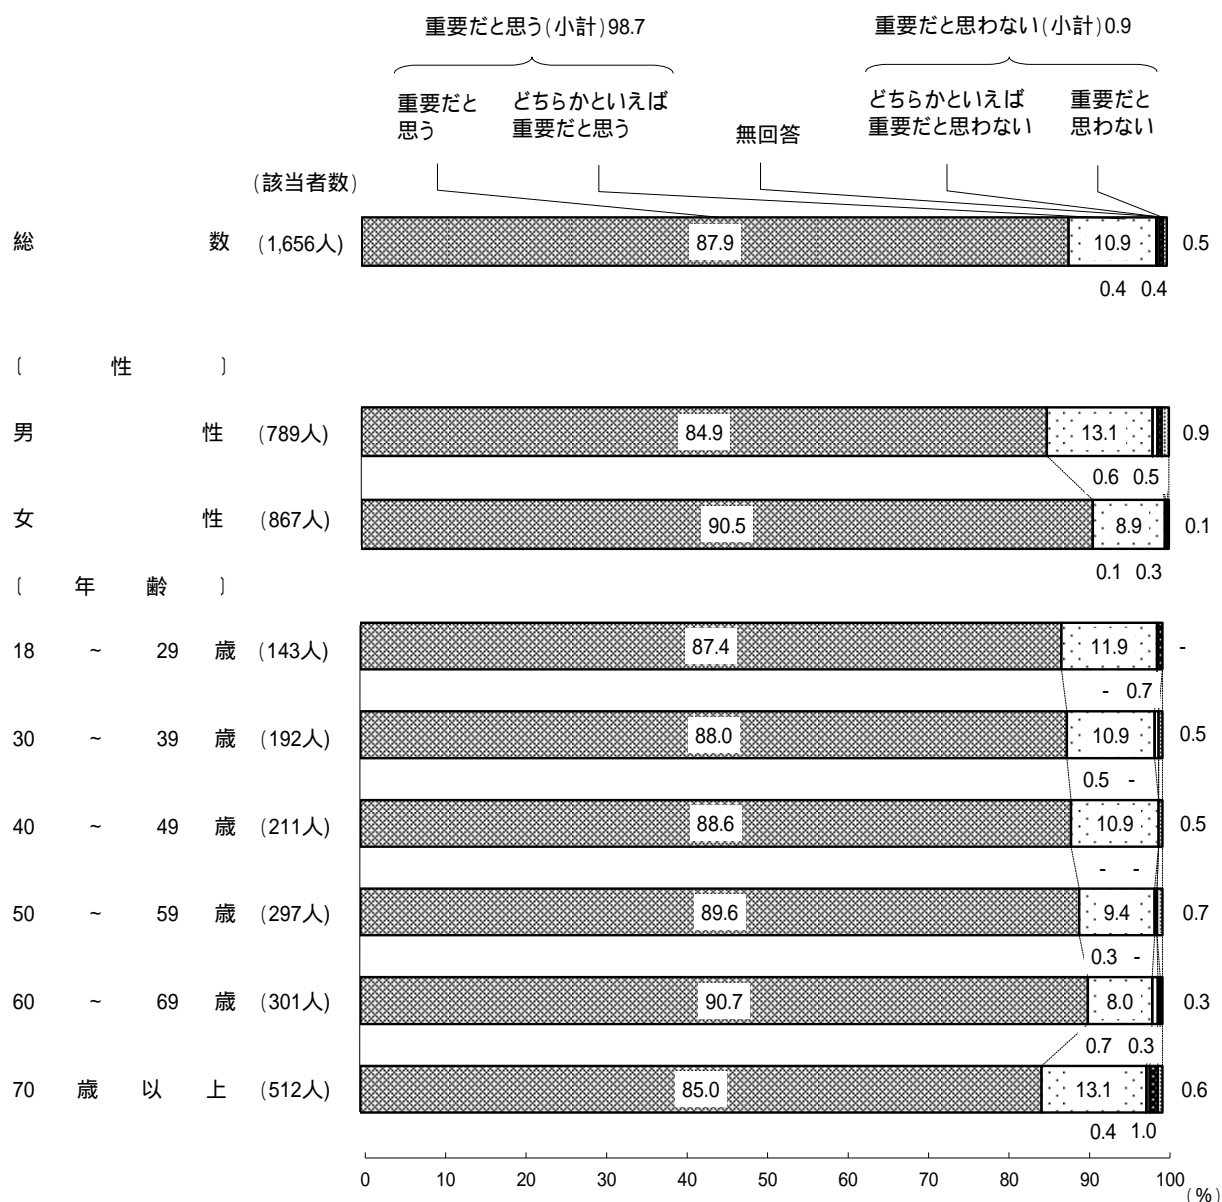 重要だと思う(小計)98.7 重要だと思わない(小計)0.9
重要だと
思う
どちらかといえば
重要だと思う
無回答
どちらかといえば
重要だと思わない
重要だと
思わない
(該当者数)
総 数 (1,656人) 87.9 10.9 0.5
0.4 0.4
〔 性 〕
男 性 (789人) 84.9 13.1 0.9
0.6 0.5
女 性 (867人) 90.5 8.9 0.1
0.1 0.3
〔 年 齢 〕
18 ~ 29 歳 (143人) 87.4 11.9 -
- 0.7
30 ~ 39 歳 (192人) 88.0 10.9 0.5
0.5 -
40 ~ 49 歳 (211人) 88.6 10.9 0.5
- -
50 ~ 59 歳 (297人) 89.6 9.4 0.7
0.3 -
60 ~ 69 歳 (301人) 90.7 8.0 0.3
0.7 0.3
70 歳 以 上 (512人) 85.0 13.1 0.6
0.4 1.0
0 10 20 30 40 50 60 70 80 90 100
(%)